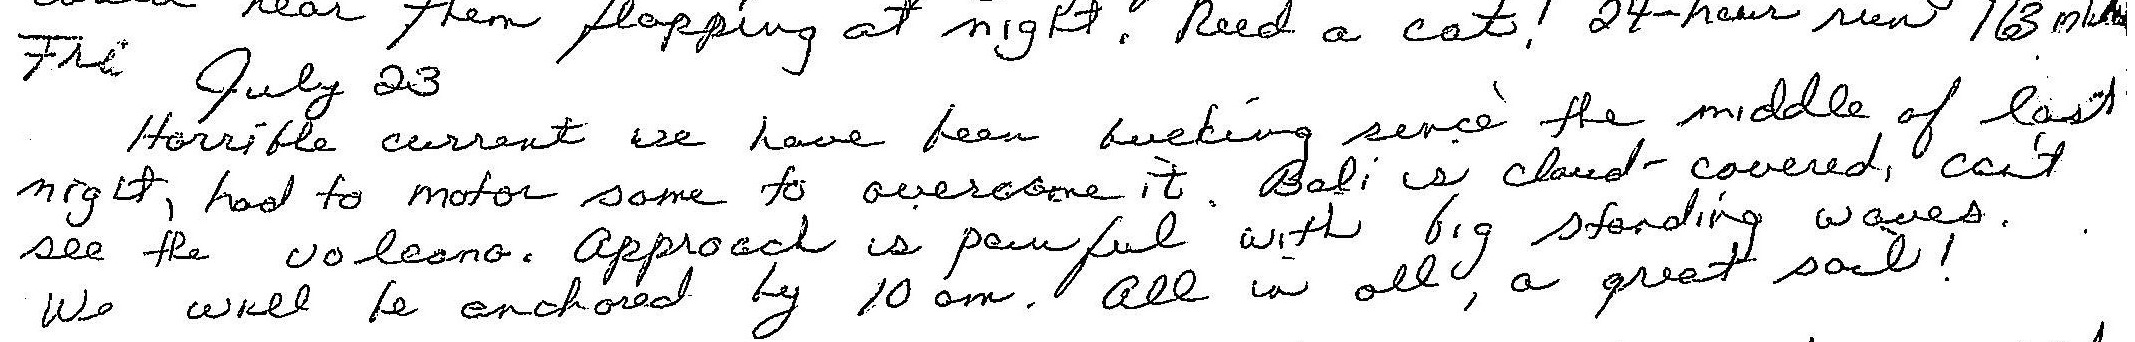 hear them flapping at night. Need a cat! 24-hour run 163 miles
Fri July 23
Horrible current we have been bucking since the middle of last
night, had to motor some to overcome it. Bali is cloud-covered, can't
see the volcano. Approach is painful with big standing waves.
We will be anchored by 10 am. All in all, a great sail!